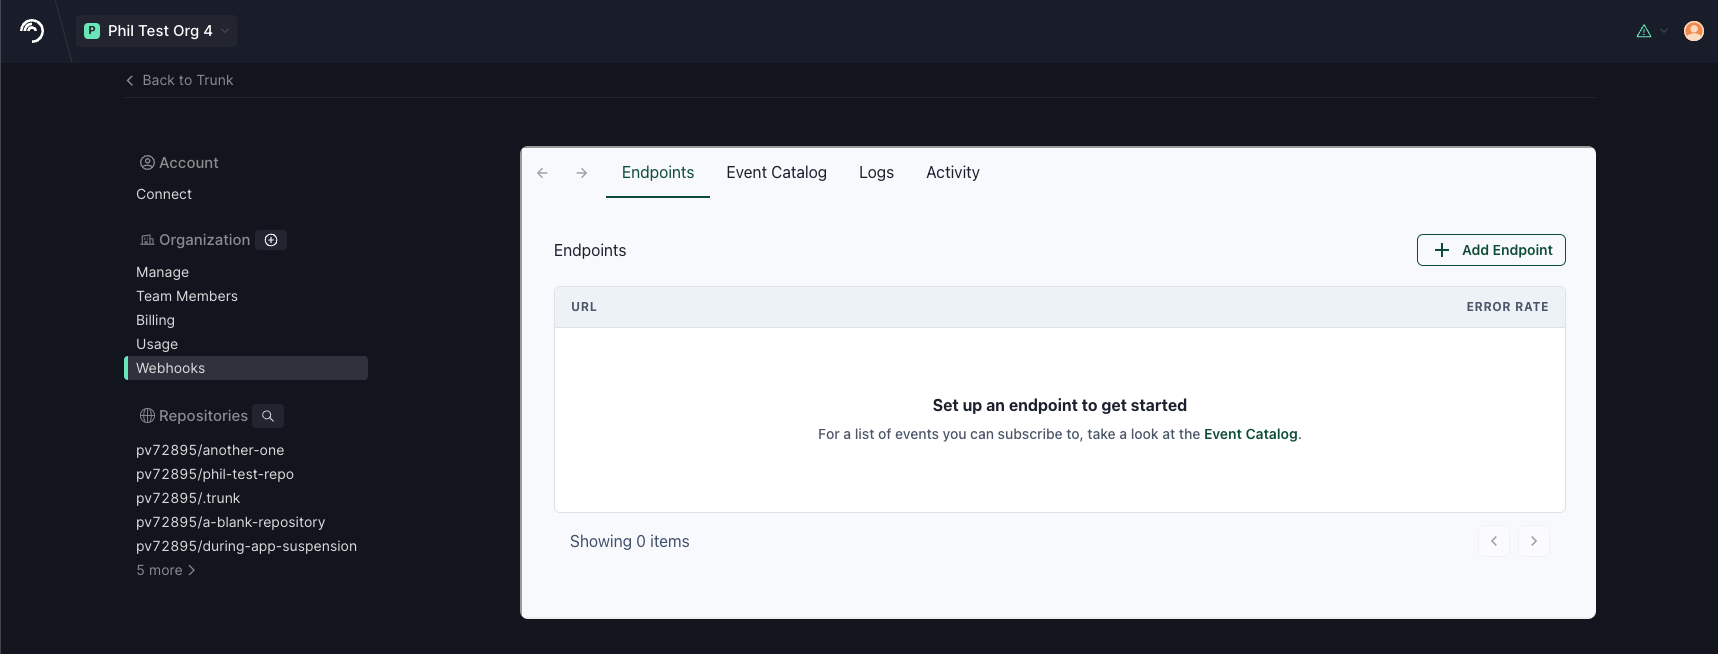 P Phil Test Org 4
Back to Trunk
Account
Connect
Organization
Manage
Team Members
Billing
Usage
Webhooks
Repositories
pv72895/another-one
pv72895/phil-test-repo
pv72895/.trunk
pv72895/a-blank-repository
pv72895/during-app-suspension
5 more
Endpoints Event Catalog Logs Activity
Endpoints
Add Endpoint
URL ERROR RATE
Set up an endpoint to get started
For a list of events you can subscribe to, take a look at the Event Catalog.
Showing 0 items